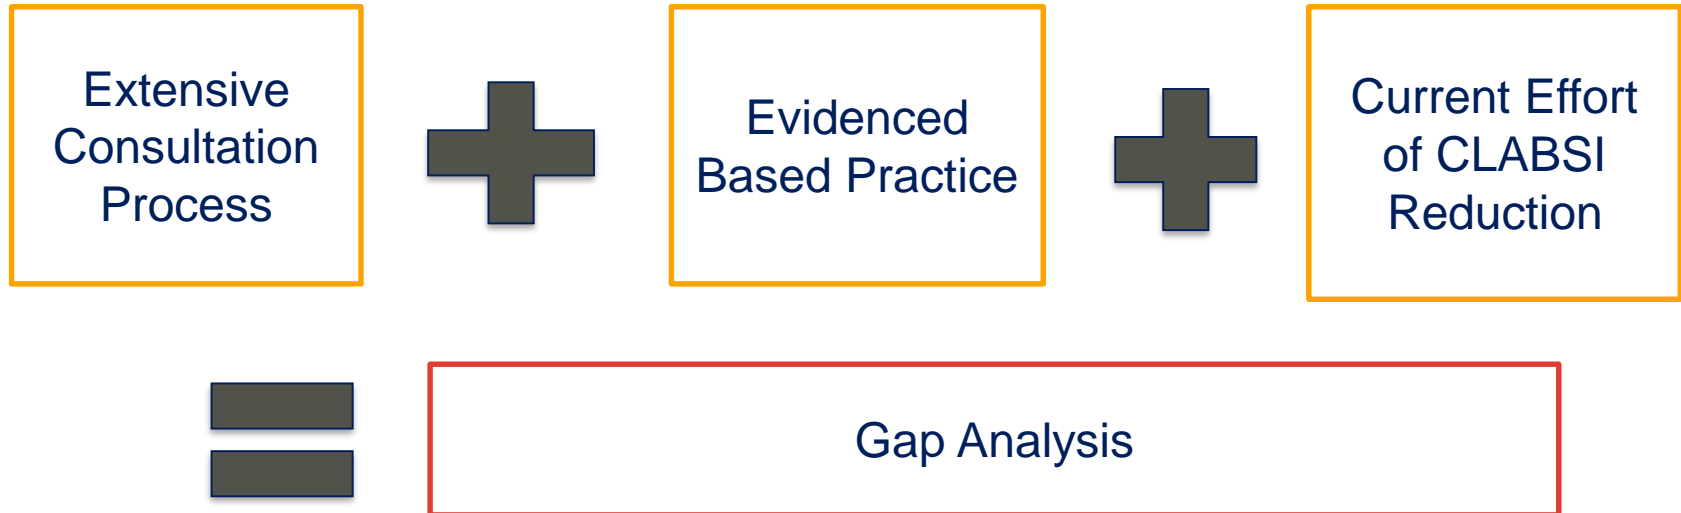 Extensive
Consultation
Process
Evidenced
Based Practice
Current Effort
of CLABSI
Reduction
Gap Analysis